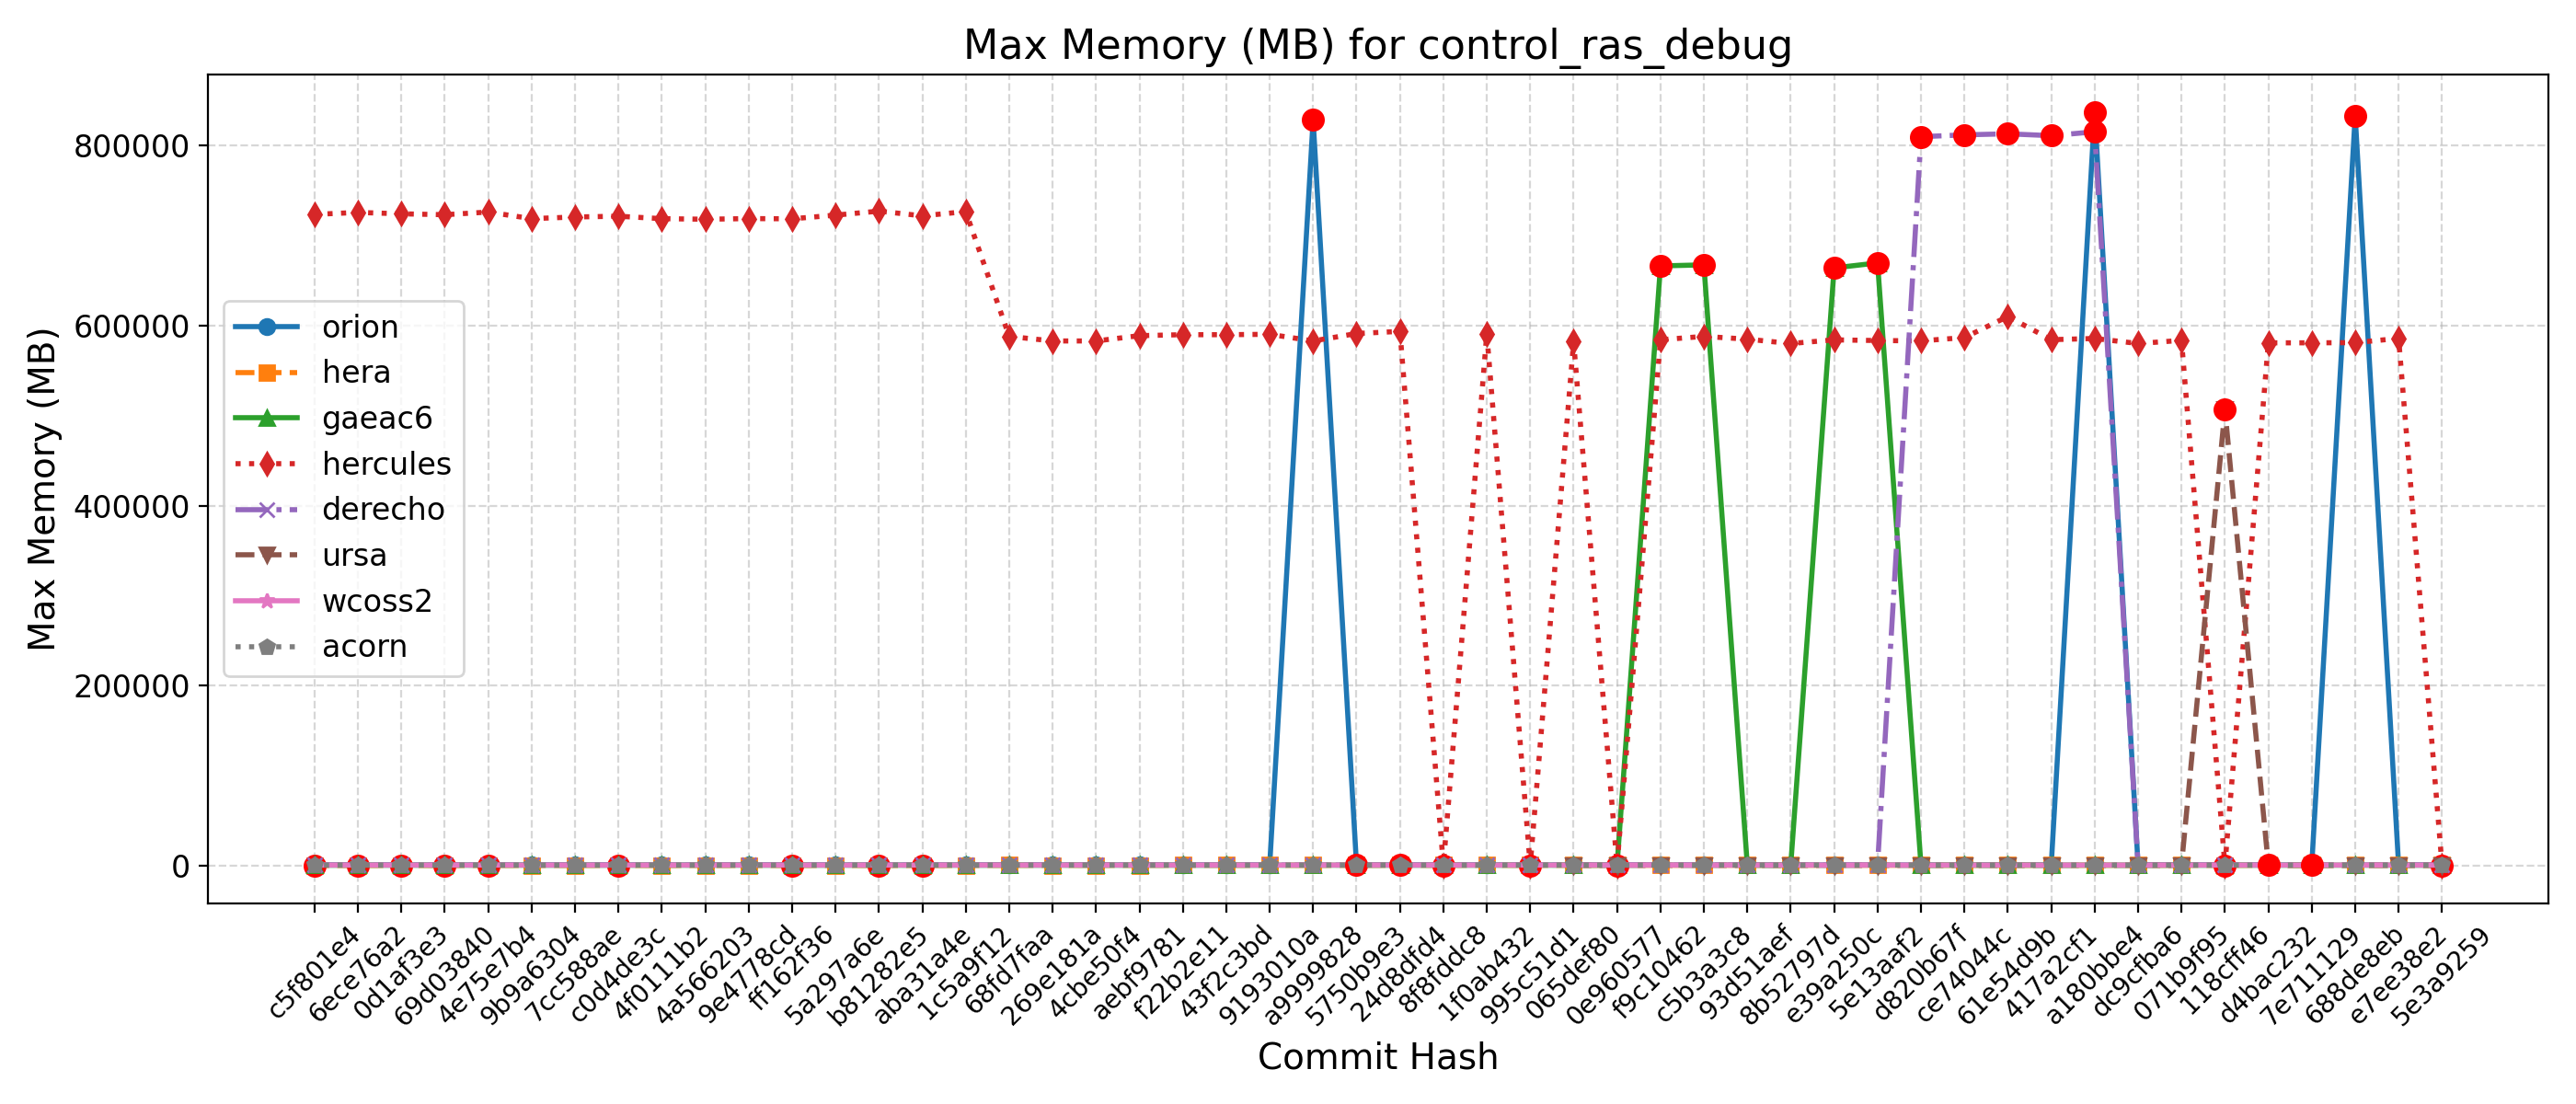 Max Memory (MB) for control_ras_debug
Max Memory (MB)
800000
600000
400000
200000
0
orion
hera
gaeac6
hercules
derecho
ursa
wcoss2
acorn
c5f801e4
6ece76a2
0d1af3e3
69d03840
4e75e7b4
9b9a6304
7cc588ae
c0d4de3c
4f0111b2
4a566203
9e4778cd
ff162f36
5a297a6e
b81282e5
aba31a4e
1c5a9f12
68fd7faa
269e181a
4cbe50f4
aebf9781
f22b2e11
43f2c3bd
9193010a
a9999828
5750b9e3
24d8dfd4
8f8fddc8
1f0ab432
995c51d1
065def80
0e960577
f9c10462
c5b3a3c8
93d51aef
8b52797d
e39a250c
5e13aaf2
d820b67f
ce74044c
61e54d9b
417a2cf1
a180bbe4
dc9cfba6
071b9f95
118cff46
d4bac232
7e711129
688de8eb
e7ee38e2
5e3a9259
Commit Hash